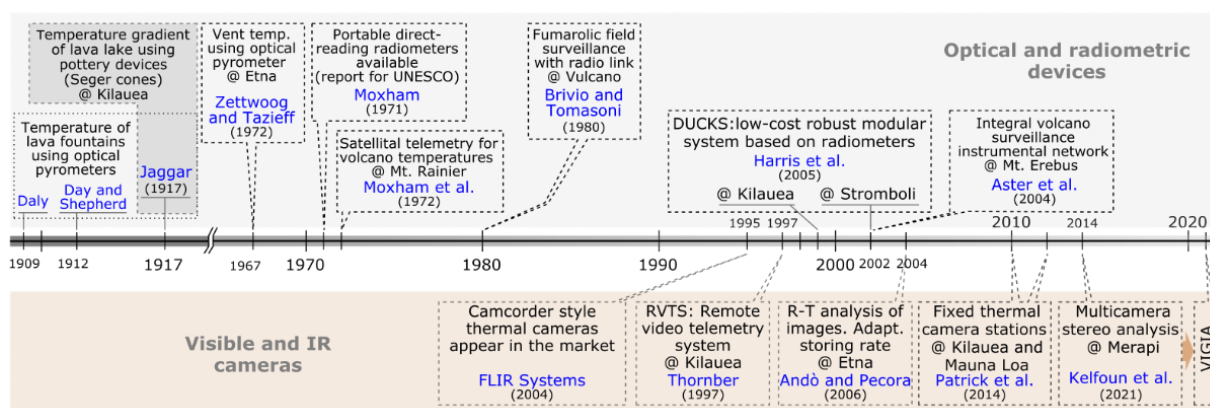 Temperature gradient
of lava lake using
pottery devices
(Seger cones)
@ Kilauea
Jaggar
(1917)
Temperature of
lava fountains
using optical
pyrometers
Daly
Day and
Shepherd
Vent temp.
using optical
pyrometer
@ Etna
Zettwoog
and Tazieff
(1972)
Portable direct-
reading radiometers
available
(report for UNESCO)
Moxham
(1971)
Satellital telemetry for
volcano temperatures
@ Mt. Rainier
Moxham et al.
(1972)
Fumarolic field
surveillance
with radio link
@ Vulcano
Brivio and
Tomasoni
(1980)
Optical and radiometric
devices
DUCKS:low-cost robust modular
system based on radiometers
Harris et al.
(2005)
@ Kilauea
@ Stromboli
Integral volcano
surveillance
instrumental network
@ Mt. Erebus
Aster et al.
(2004)
1995 1997 2010 2014 2020
1909 1912 1917 1967 1970 1980 1990 2000 2002 2004
Visible and IR
cameras
Camcorder style
thermal cameras
appear in the market
FLIR Systems
(2004)
RVTS: Remote
video telemetry
system
@ Kilauea
Thornber
(1997)
R-T analysis of
images. Adapt.
storing rate
@ Etna
Andò and Pecora
(2006)
Fixed thermal
camera stations
@ Kilauea and
Mauna Loa
Patrick et al.
(2014)
Multicamera
stereo analysis
@ Merapi
Kelfoun et al.
(2021)
VIGIA